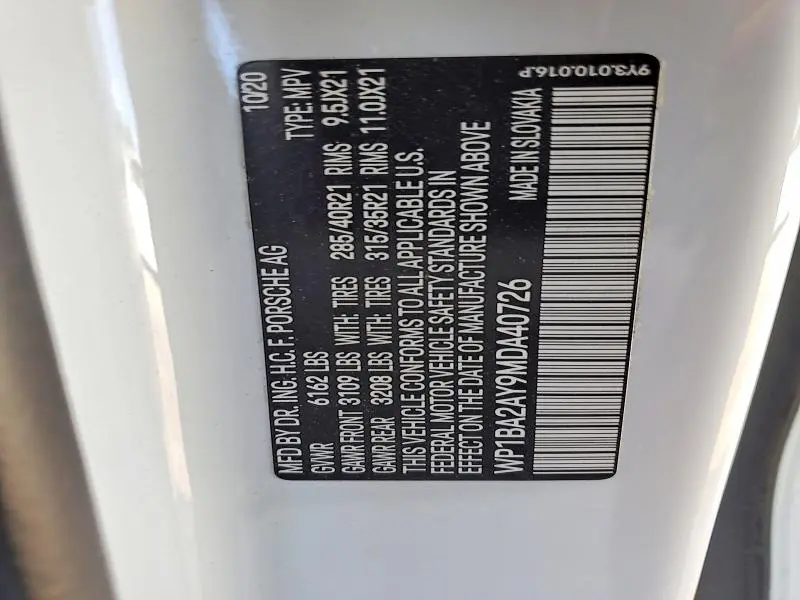 MFD BY DR. ING. H.C. F. PORSCHE AG 10/20
GVWR 6162 LBS TYPE: MPV
GAWR FRONT 3109 LBS WITH: TIRES 285/40R21 RIMS 9.5JX21
GAWR REAR 3208 LBS WITH: TIRES 315/35R21 RIMS 11.0JX21
THIS VEHICLE CONFORMS TO ALL APPLICABLE U.S.
FEDERAL MOTOR VEHICLE SAFETY STANDARDS IN
EFFECT ON THE DATE OF MANUFACTURE SHOWN ABOVE
WP1BA2AY9MDA40726 MADE IN SLOVAKIA
9Y3.010.016.P